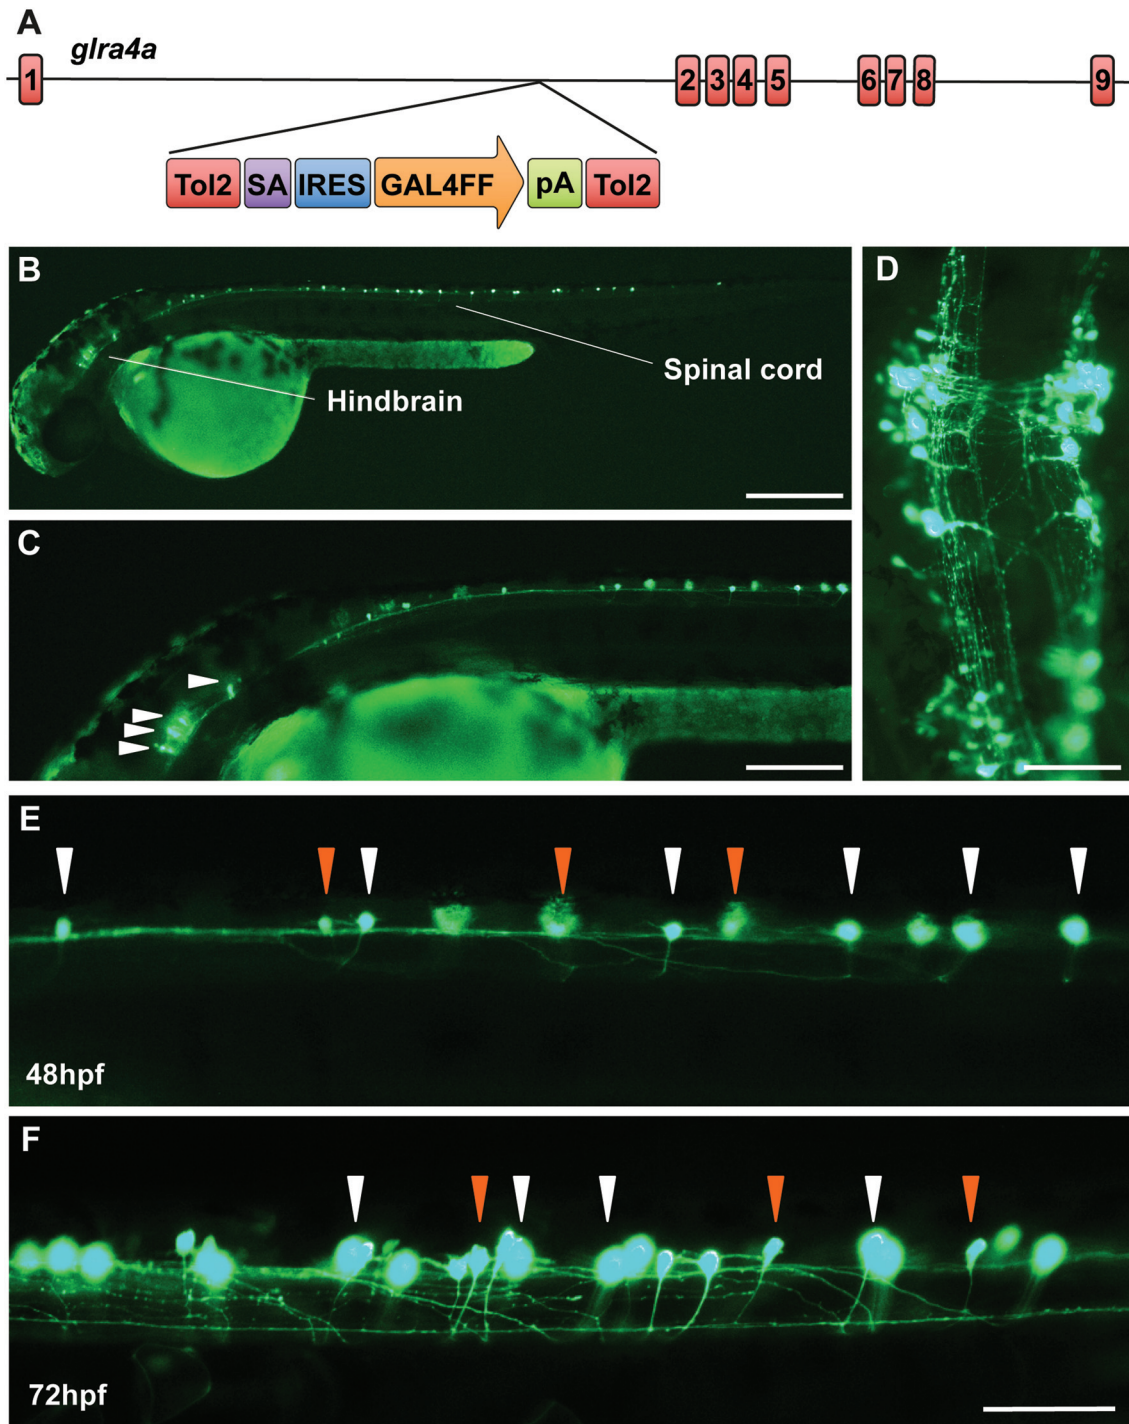 A
glra4a
1 2 3 4 5 6 7 8 9
Tol2 SA IRES GAL4FF pA Tol2
B
Spinal cord
Hindbrain
C
D
E
48hpf
F
72hpf